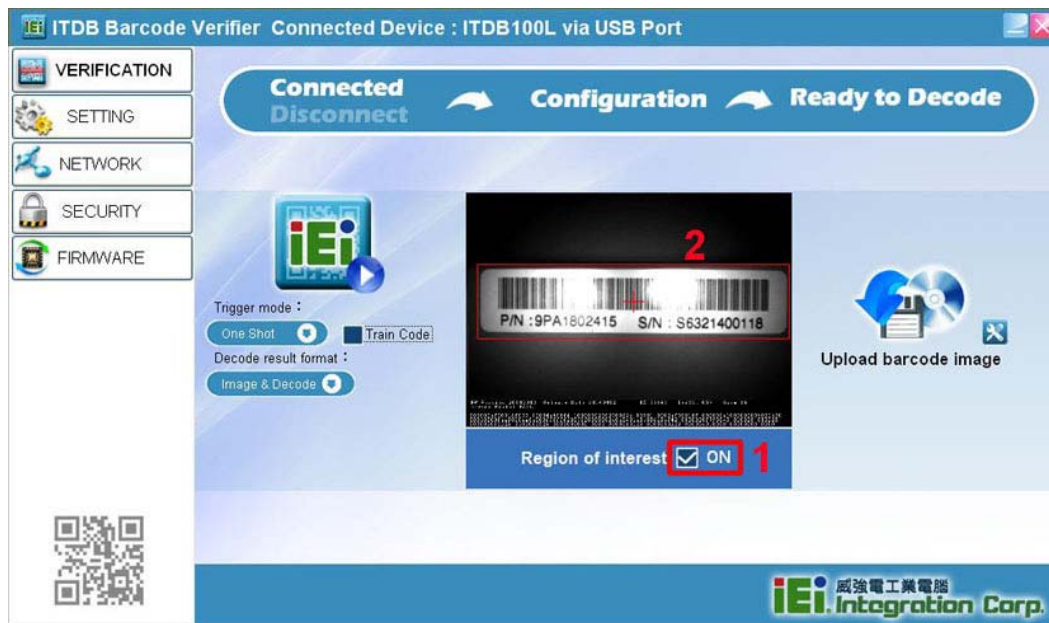 iEi ITDB Barcode Verifier Connected Device : ITDB100L via USB Port
VERIFICATION
SETTING
NETWORK
SECURITY
FIRMWARE
Connected
Disconnect
Configuration
Ready to Decode
iEi
Trigger mode :
One Shot
Train Code
Decode result format :
Image & Decode
2
P/N :9PA1802415 S/N : S6321400118
Region of interest ON 1
Upload barcode image
iEi 威強電工業電腦
Integration Corp.